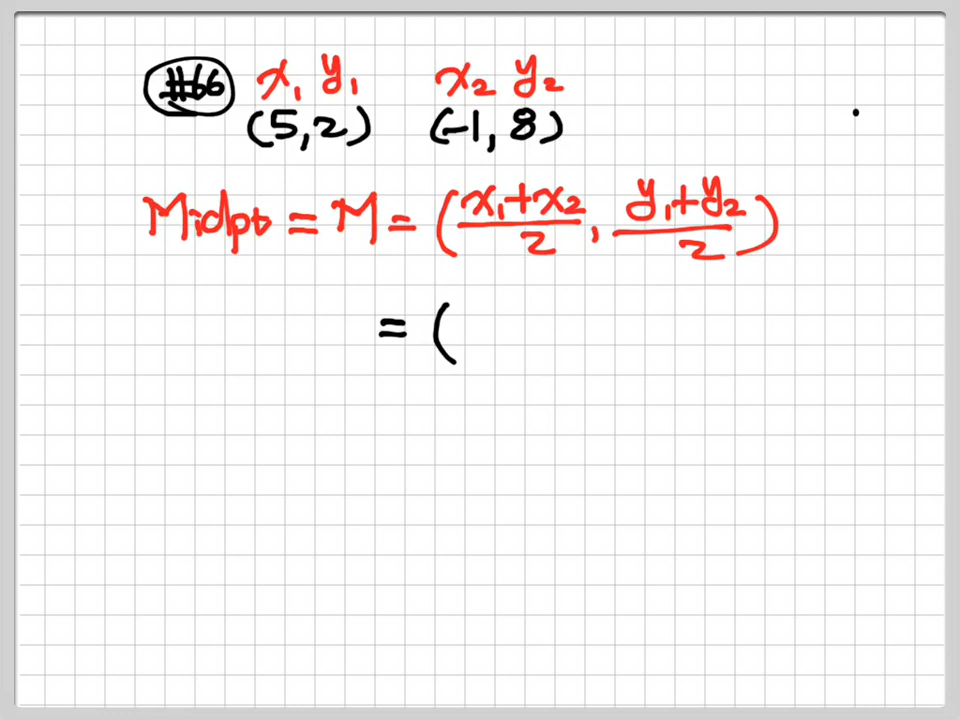 #66 x₁ y₁ x₂ y₂
(5,2) (-1,8)
Midpt = M = (x₁+x₂/2, y₁+y₂/2)
= (